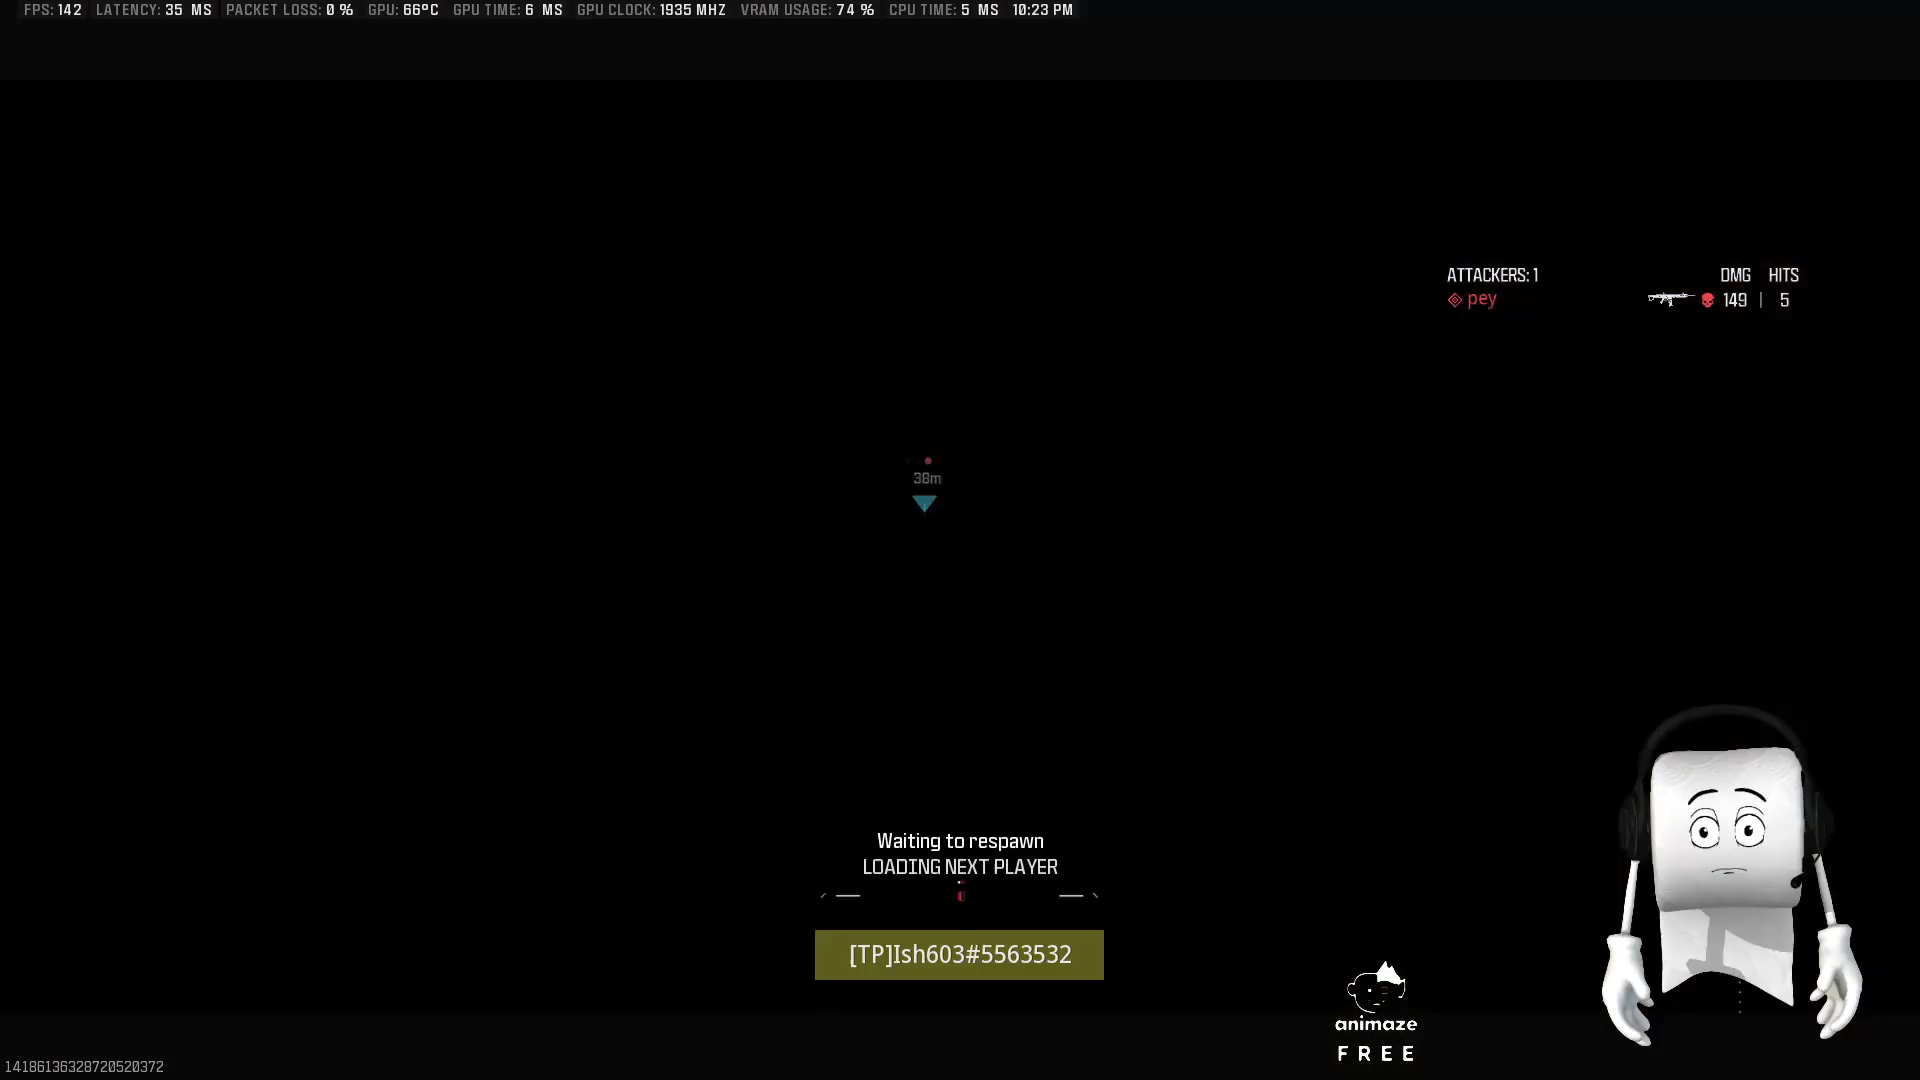 FPS: 142 LATENCY: 35 MS PACKET LOSS: 0 % GPU: 66°C GPU TIME: 6 MS GPU CLOCK: 1935 MHZ VRAM USAGE: 74 % CPU TIME: 5 MS 10:23 PM
ATTACKERS: 1 DMG HITS
pey 149 | 5
38m
Waiting to respawn
LOADING NEXT PLAYER
[TP]Ish603#5563532
animaze
FREE
14186136328720520372